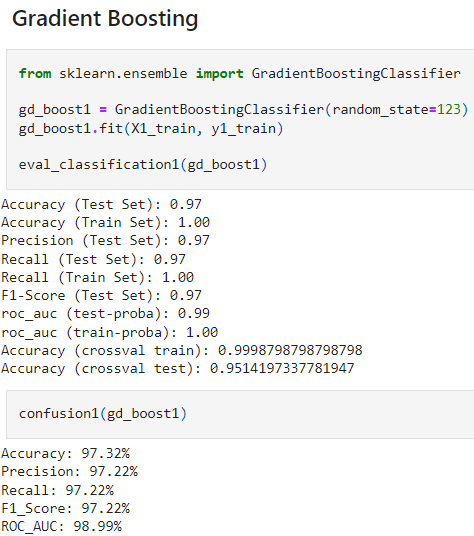 Gradient Boosting
from sklearn.ensemble import GradientBoostingClassifier
gd_boost1 = GradientBoostingClassifier(random_state=123)
gd_boost1.fit(X1_train, y1_train)
eval_classification1(gd_boost1)
Accuracy (Test Set): 0.97
Accuracy (Train Set): 1.00
Precision (Test Set): 0.97
Recall (Test Set): 0.97
Recall (Train Set): 1.00
F1-Score (Test Set): 0.97
roc_auc (test-proba): 0.99
roc_auc (train-proba): 1.00
Accuracy (crossval train): 0.9998798798798798
Accuracy (crossval test): 0.9514197337781947
confusion1(gd_boost1)
Accuracy: 97.32%
Precision: 97.22%
Recall: 97.22%
F1_Score: 97.22%
ROC_AUC: 98.99%